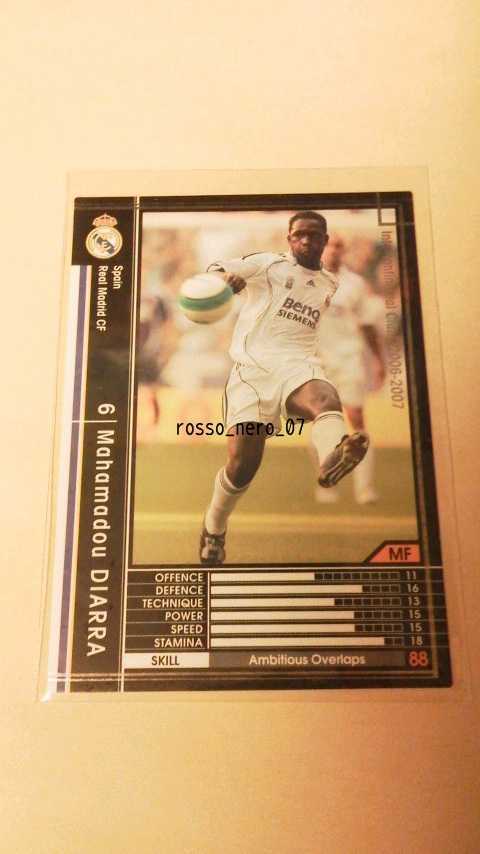 Spain
Real Madrid CF
6 Mahamadou DIARRA
International Clubs 2006-2007
BenQ
SIEMENS
rosso_nero_07
MF
OFFENCE 11
DEFENCE 16
TECHNIQUE 13
POWER 15
SPEED 15
STAMINA 18
SKILL Ambitious Overlaps 88